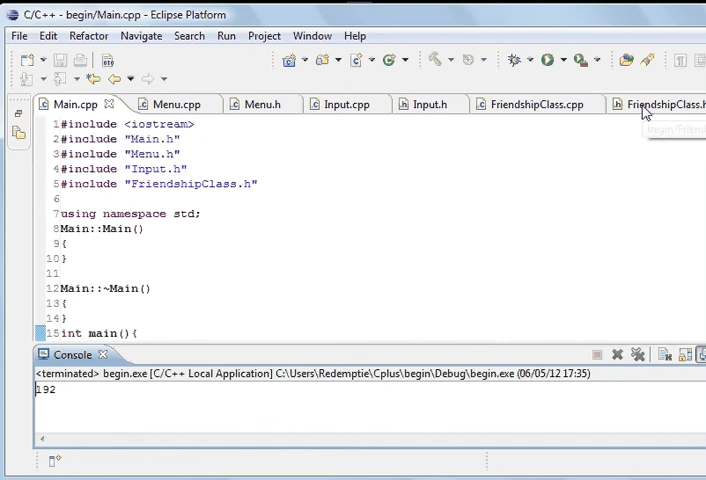 C/C++ - begin/Main.cpp - Eclipse Platform
File Edit Refactor Navigate Search Run Project Window Help
Main.cpp Menu.cpp Menu.h Input.cpp Input.h FriendshipClass.cpp FriendshipClass.h
begin/Friend
1#include <iostream>
2#include "Main.h"
3#include "Menu.h"
4#include "Input.h"
5#include "FriendshipClass.h"
6
7using namespace std;
8Main::Main()
9{
10}
11
12Main::~Main()
13{
14}
15int main(){
Console
<terminated> begin.exe [C/C++ Local Application] C:\Users\Redemptie\Cplus\begin\Debug\begin.exe (06/05/12 17:35)
192